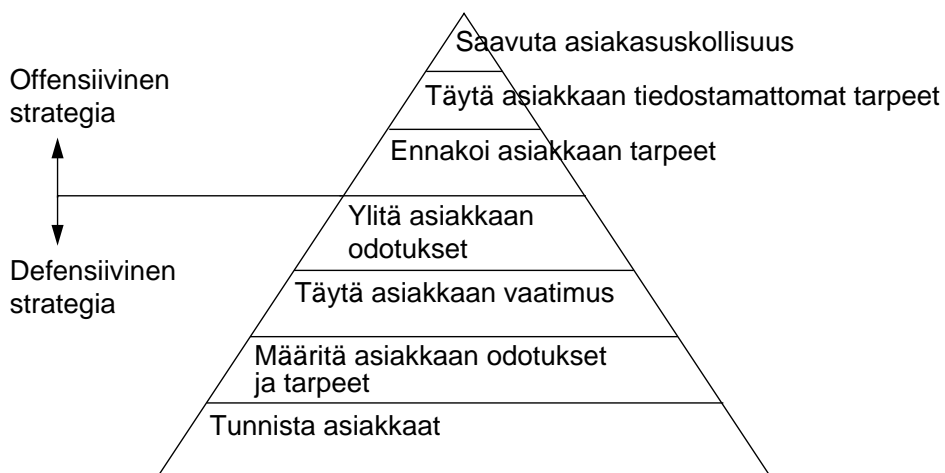 Saavuta asiakasuskollisuus
Offensiivinen
strategia
Täytä asiakkaan tiedostamattomat tarpeet
Ennakoi asiakkaan tarpeet
Ylitä asiakkaan
odotukset
Defensiivinen
strategia
Täytä asiakkaan vaatimus
Määritä asiakkaan odotukset
ja tarpeet
Tunnista asiakkaat